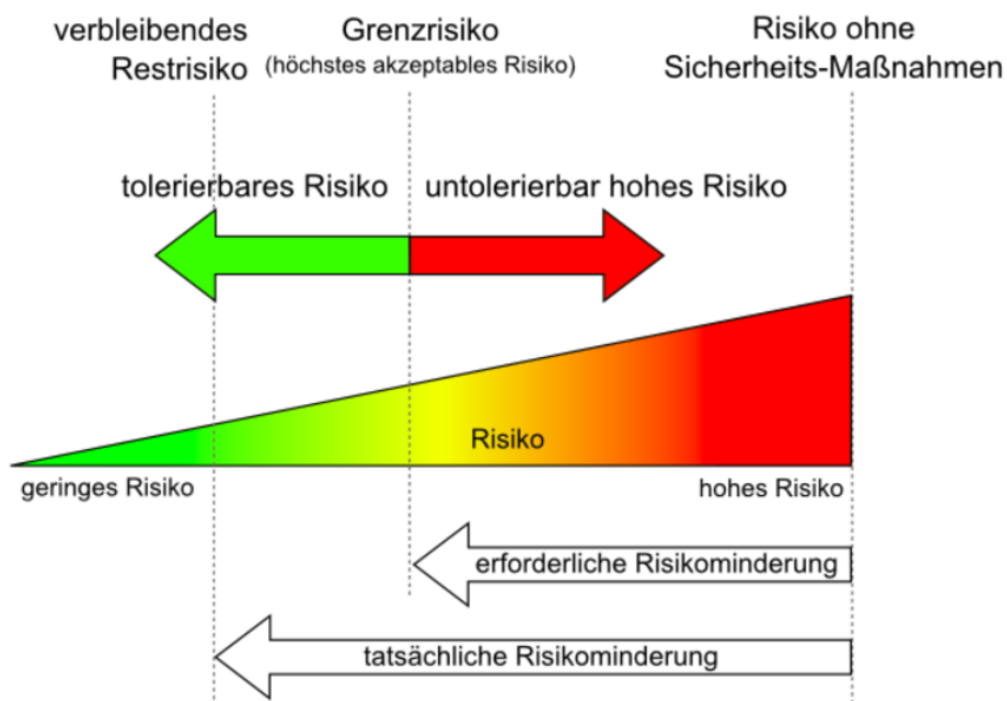 verbleibendes
Restrisiko
Grenzrisiko
(höchstes akzeptables Risiko)
Risiko ohne
Sicherheits-Maßnahmen
tolerierbares Risiko
untolerierbar hohes Risiko
Risiko
geringes Risiko
hohes Risiko
erforderliche Risikominderung
tatsächliche Risikominderung